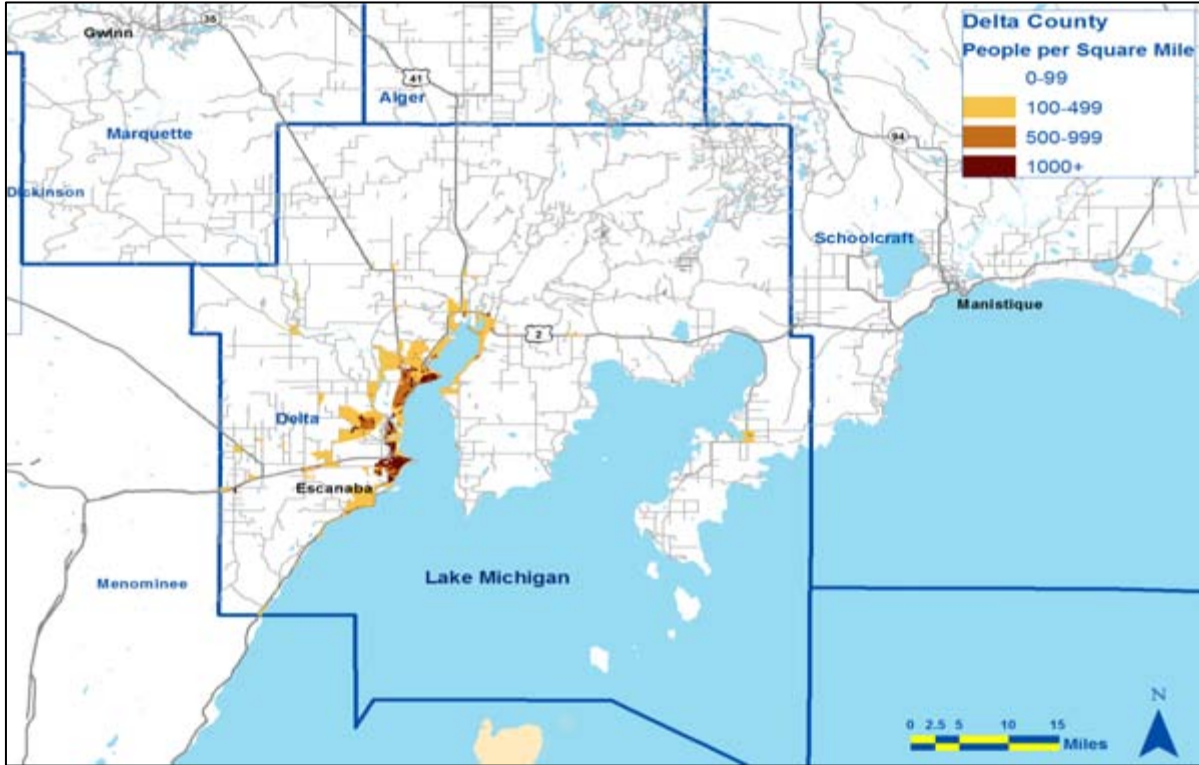 Delta County
People per Square Mile
0-99
100-499
500-999
1000+
35
Gwinn
41
Alger
Marquette
94
Dickinson
Schoolcraft
Manistique
2
Delta
Escanaba
Lake Michigan
Menominee
N
0 2.5 5 10 15
Miles